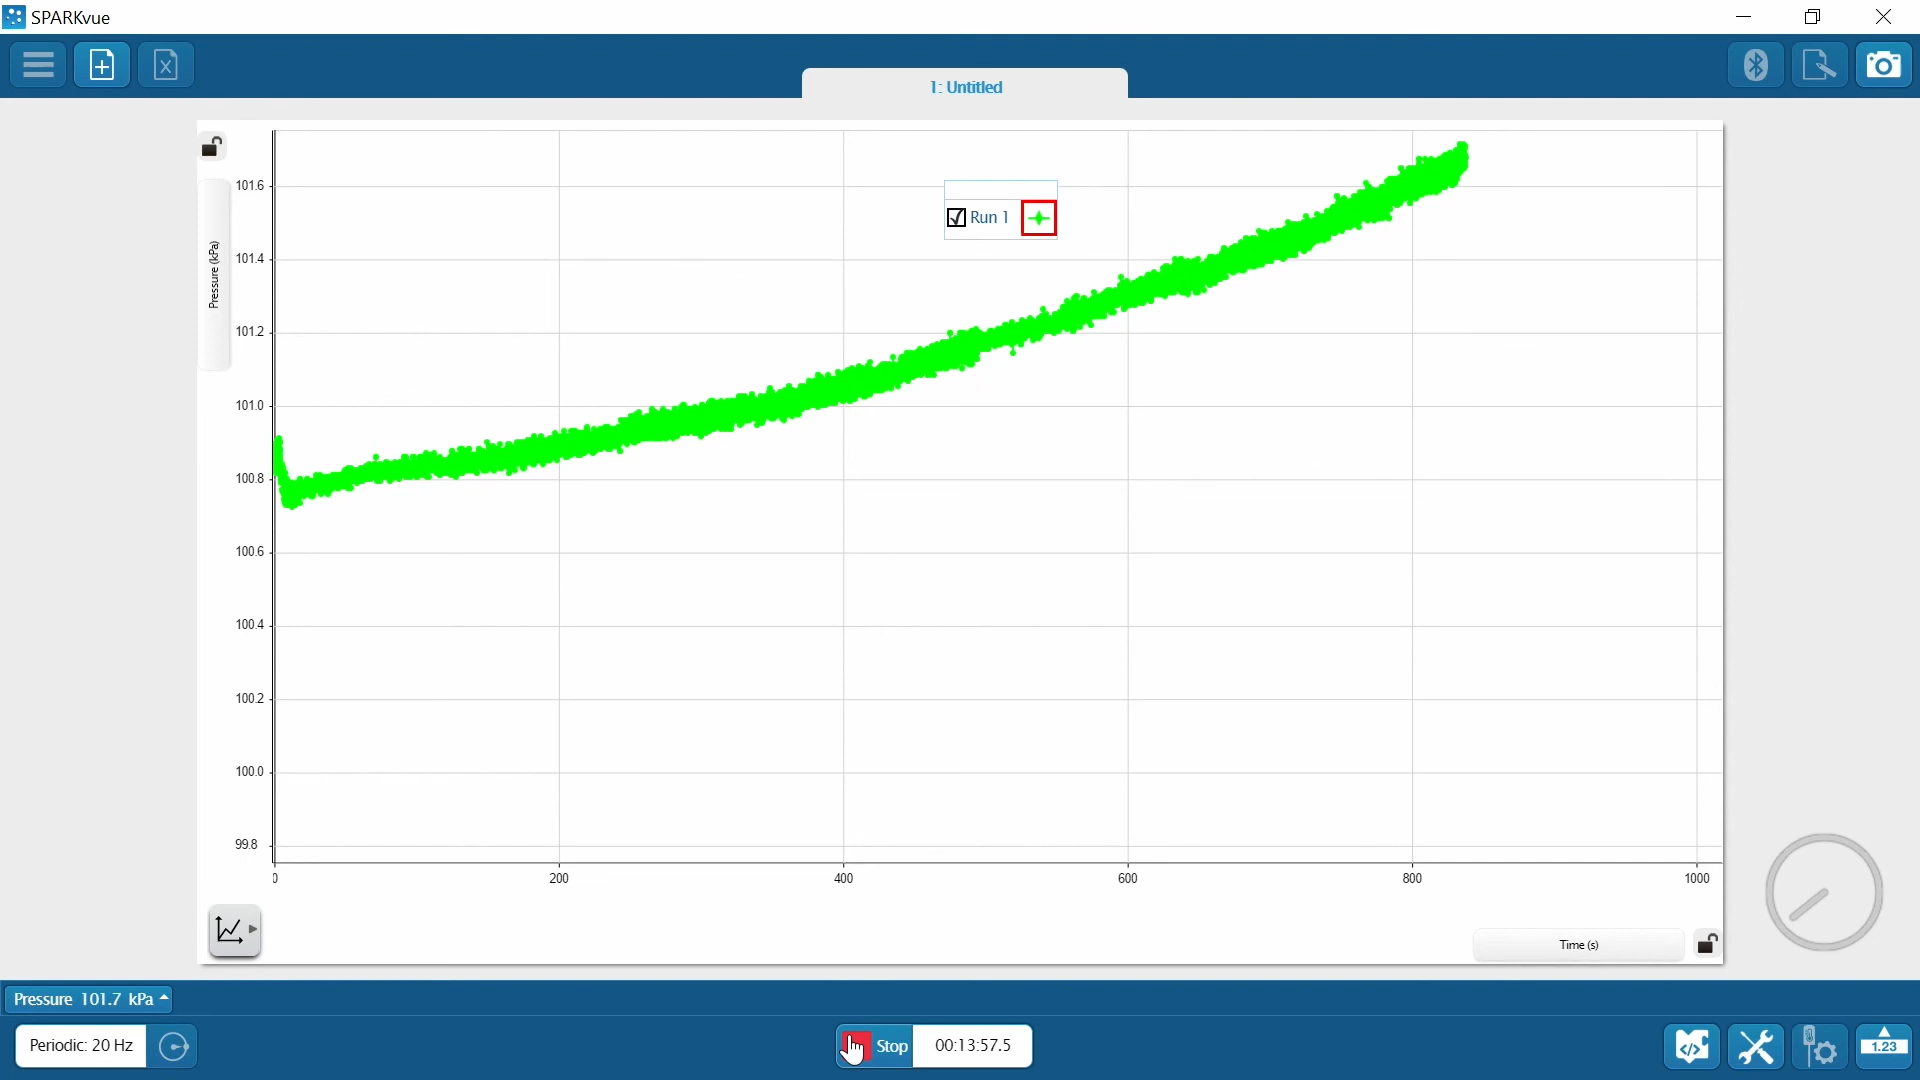 SPARKvue
1: Untitled
101.6
Run 1
Pressure (kPa)
101.4
101.2
101.0
100.8
100.6
100.4
100.2
100.0
99.8
0 200 400 600 800 1000
Time (s)
Pressure 101.7 kPa
Periodic: 20 Hz
Stop
00:13:57.5
1.23